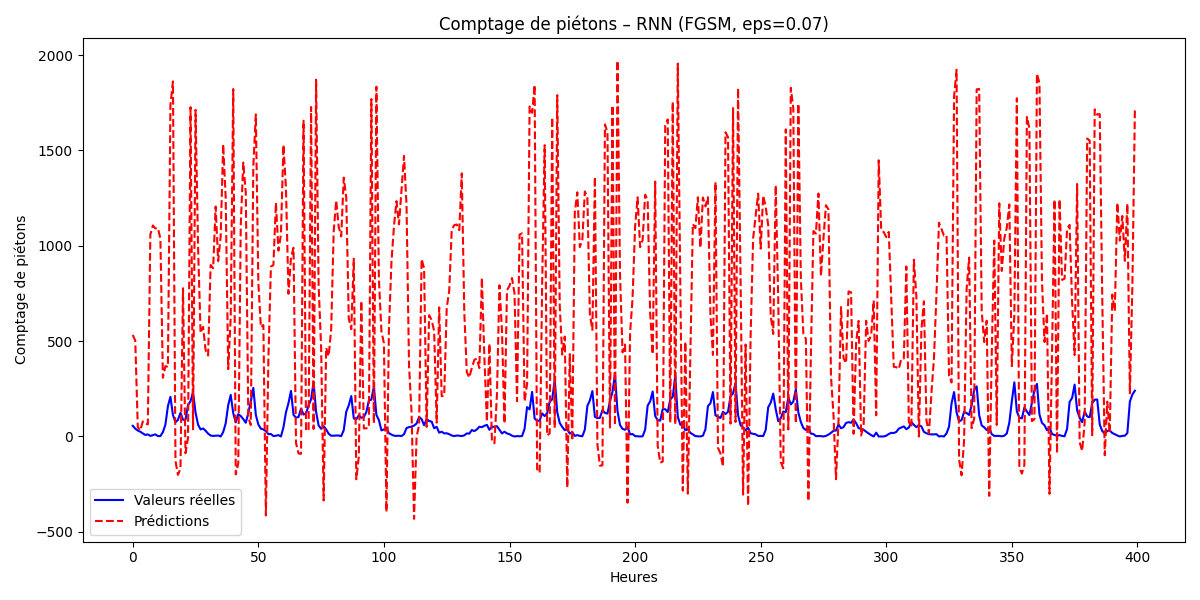 Comptage de piétons – RNN (FGSM, eps=0.07)
Comptage de piétons
2000
1500
1000
500
0
−500
Valeurs réelles
Prédictions
0 50 100 150 200 250 300 350 400
Heures